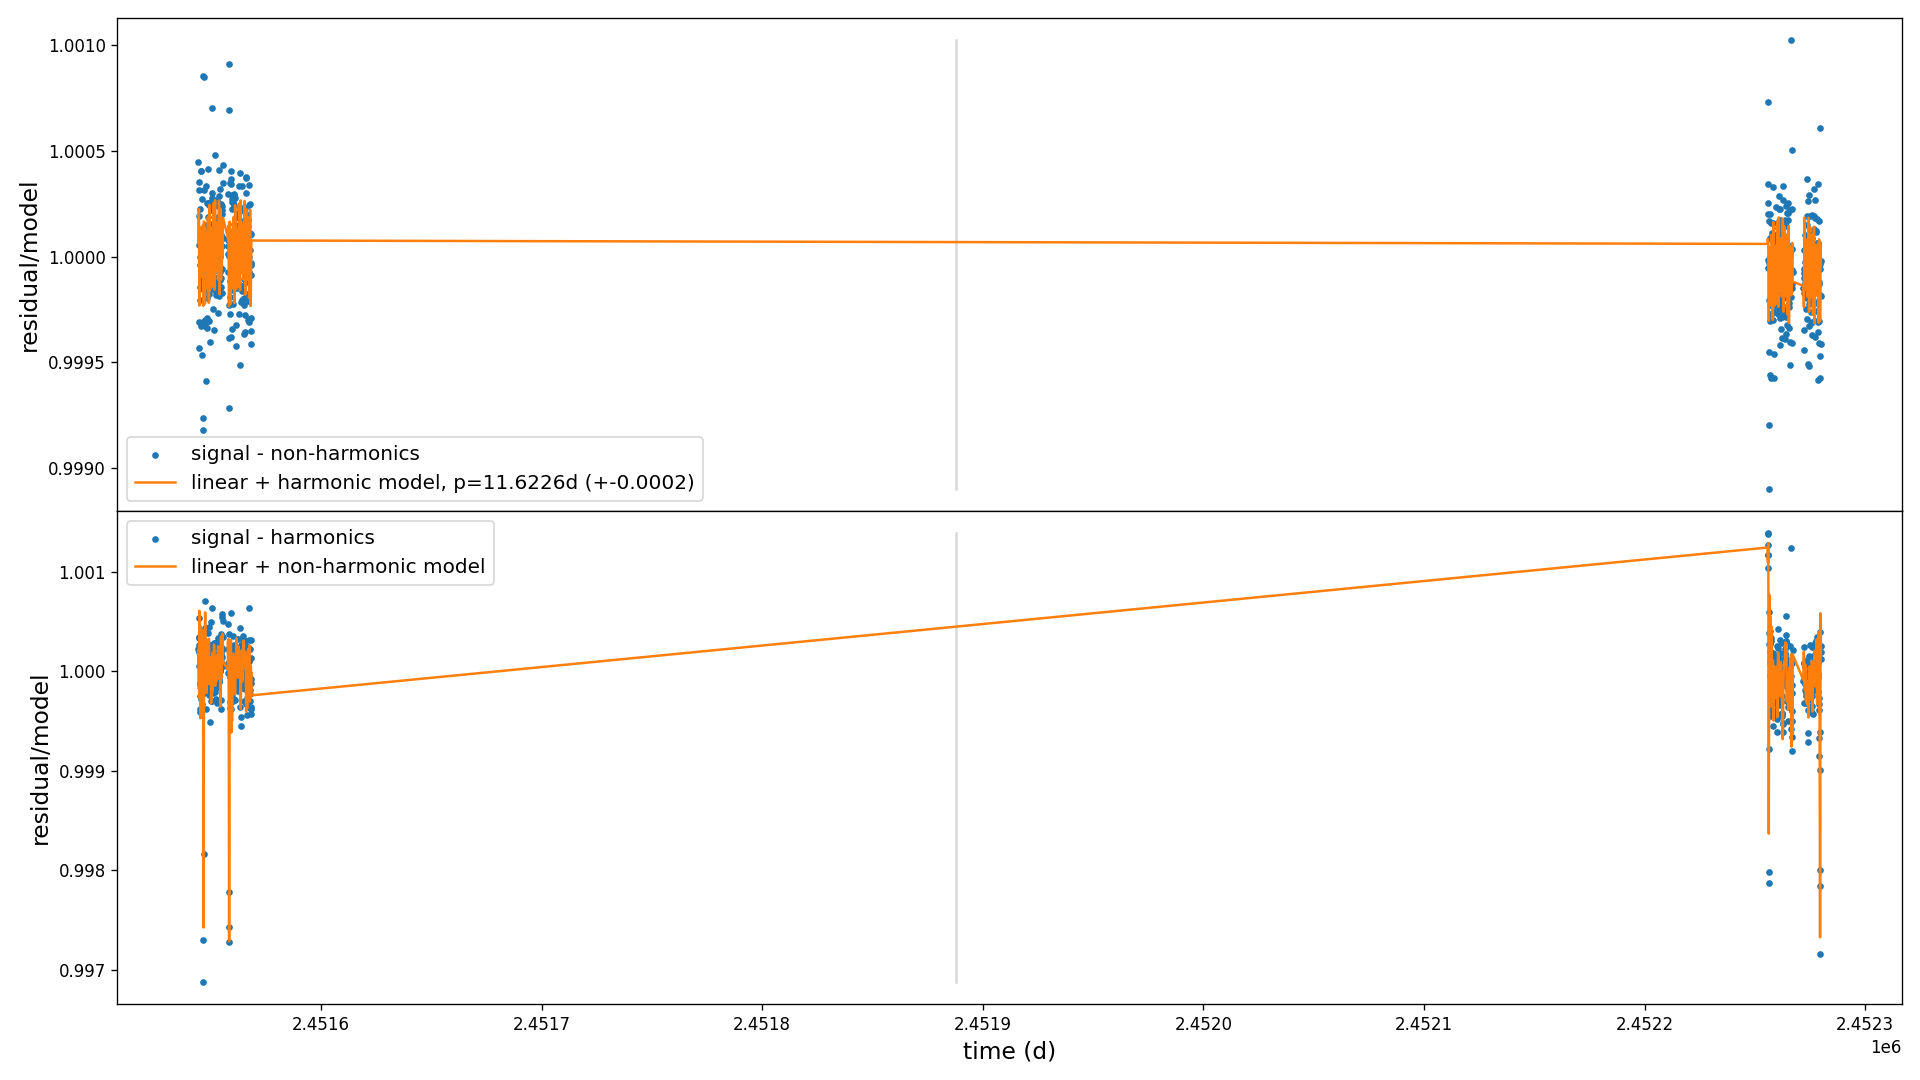 1.0010
1.0005
1.0000
0.9995
0.9990
residual/model
signal - non-harmonics
linear + harmonic model, p=11.6226d (+-0.0002)
signal - harmonics
linear + non-harmonic model
1.001
1.000
0.999
0.998
0.997
residual/model
2.4516 2.4517 2.4518 2.4519 2.4520 2.4521 2.4522 2.4523
1e6
time (d)